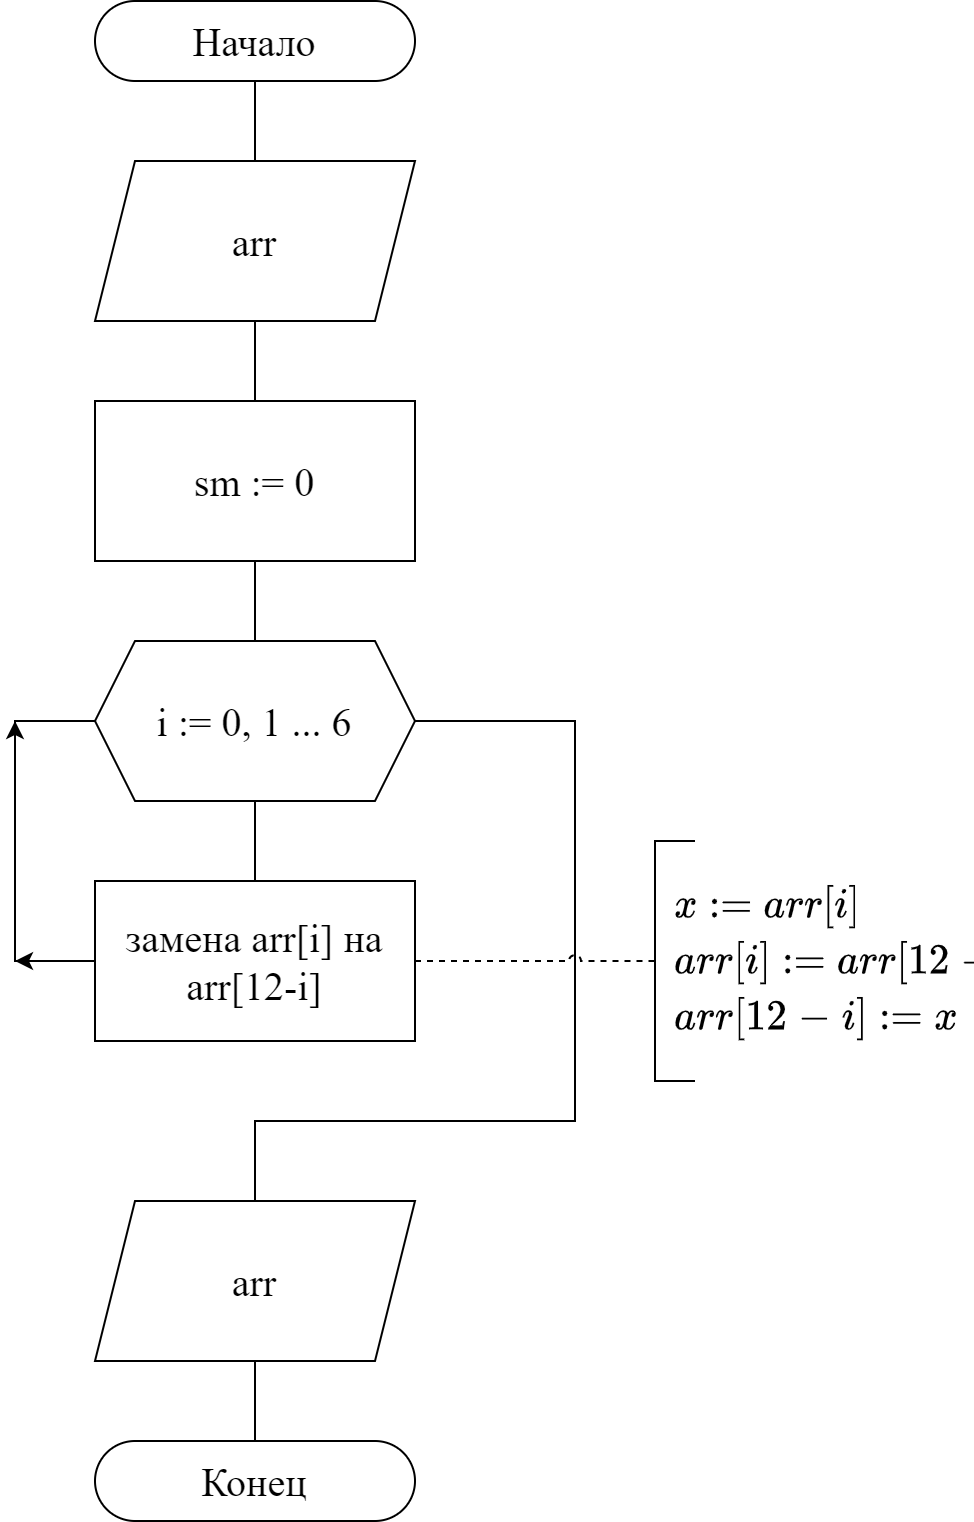 Начало
arr
sm := 0
i := 0, 1 ... 6
замена arr[i] на
arr[12-i]
x := arr[i]
arr[i] := arr[12 −
arr[12 − i] := x
arr
Конец